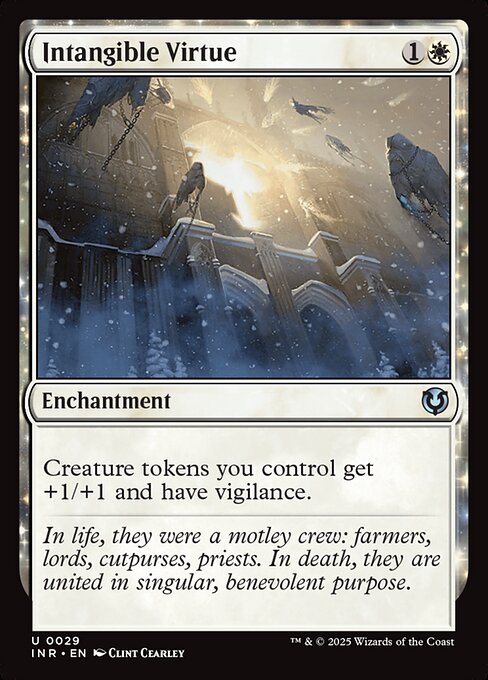 Intangible Virtue 1
Enchantment
Creature tokens you control get
+1/+1 and have vigilance.
In life, they were a motley crew: farmers,
lords, cutpurses, priests. In death, they are
united in singular, benevolent purpose.
U 0029
INR • EN Clint Cearley
™ & © 2025 Wizards of the Coast